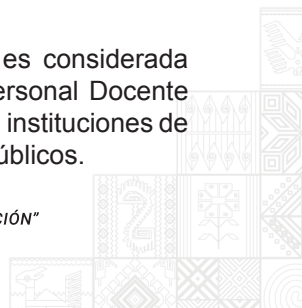 es considerada
ersonal Docente
instituciones de
úblicos.
CIÓN”